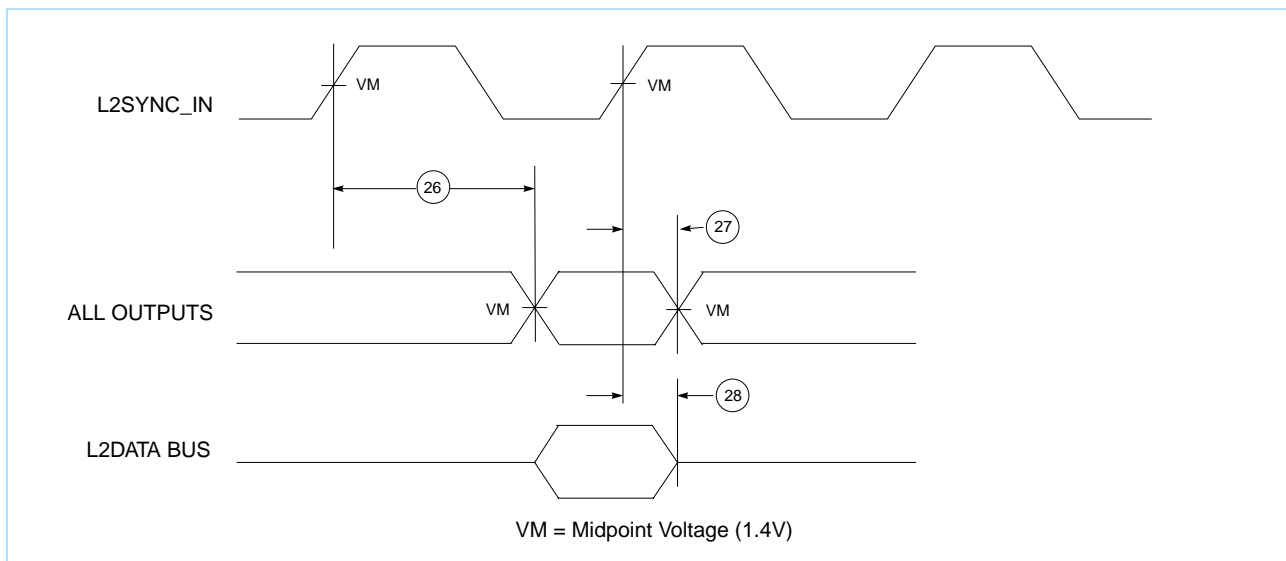 VM
VM
L2SYNC_IN
26
27
VM
VM
ALL OUTPUTS
28
L2DATA BUS
VM = Midpoint Voltage (1.4V)